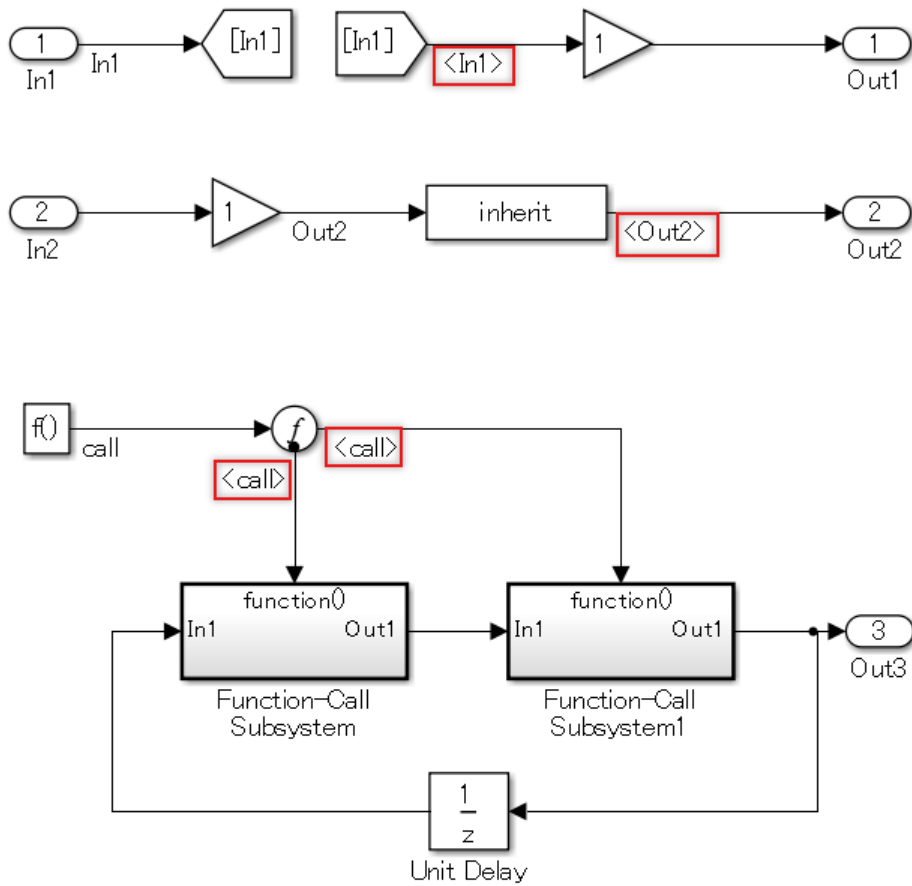 1
In1
In1
[In1]
[In1]
<In1>
1
1
Out1
2
In2
1
Out2
inherit
<Out2>
2
Out2
f()
call
f
<call>
<call>
function()
In1
Out1
Function-Call
Subsystem
function()
In1
Out1
Function-Call
Subsystem1
3
Out3
1
z
Unit Delay